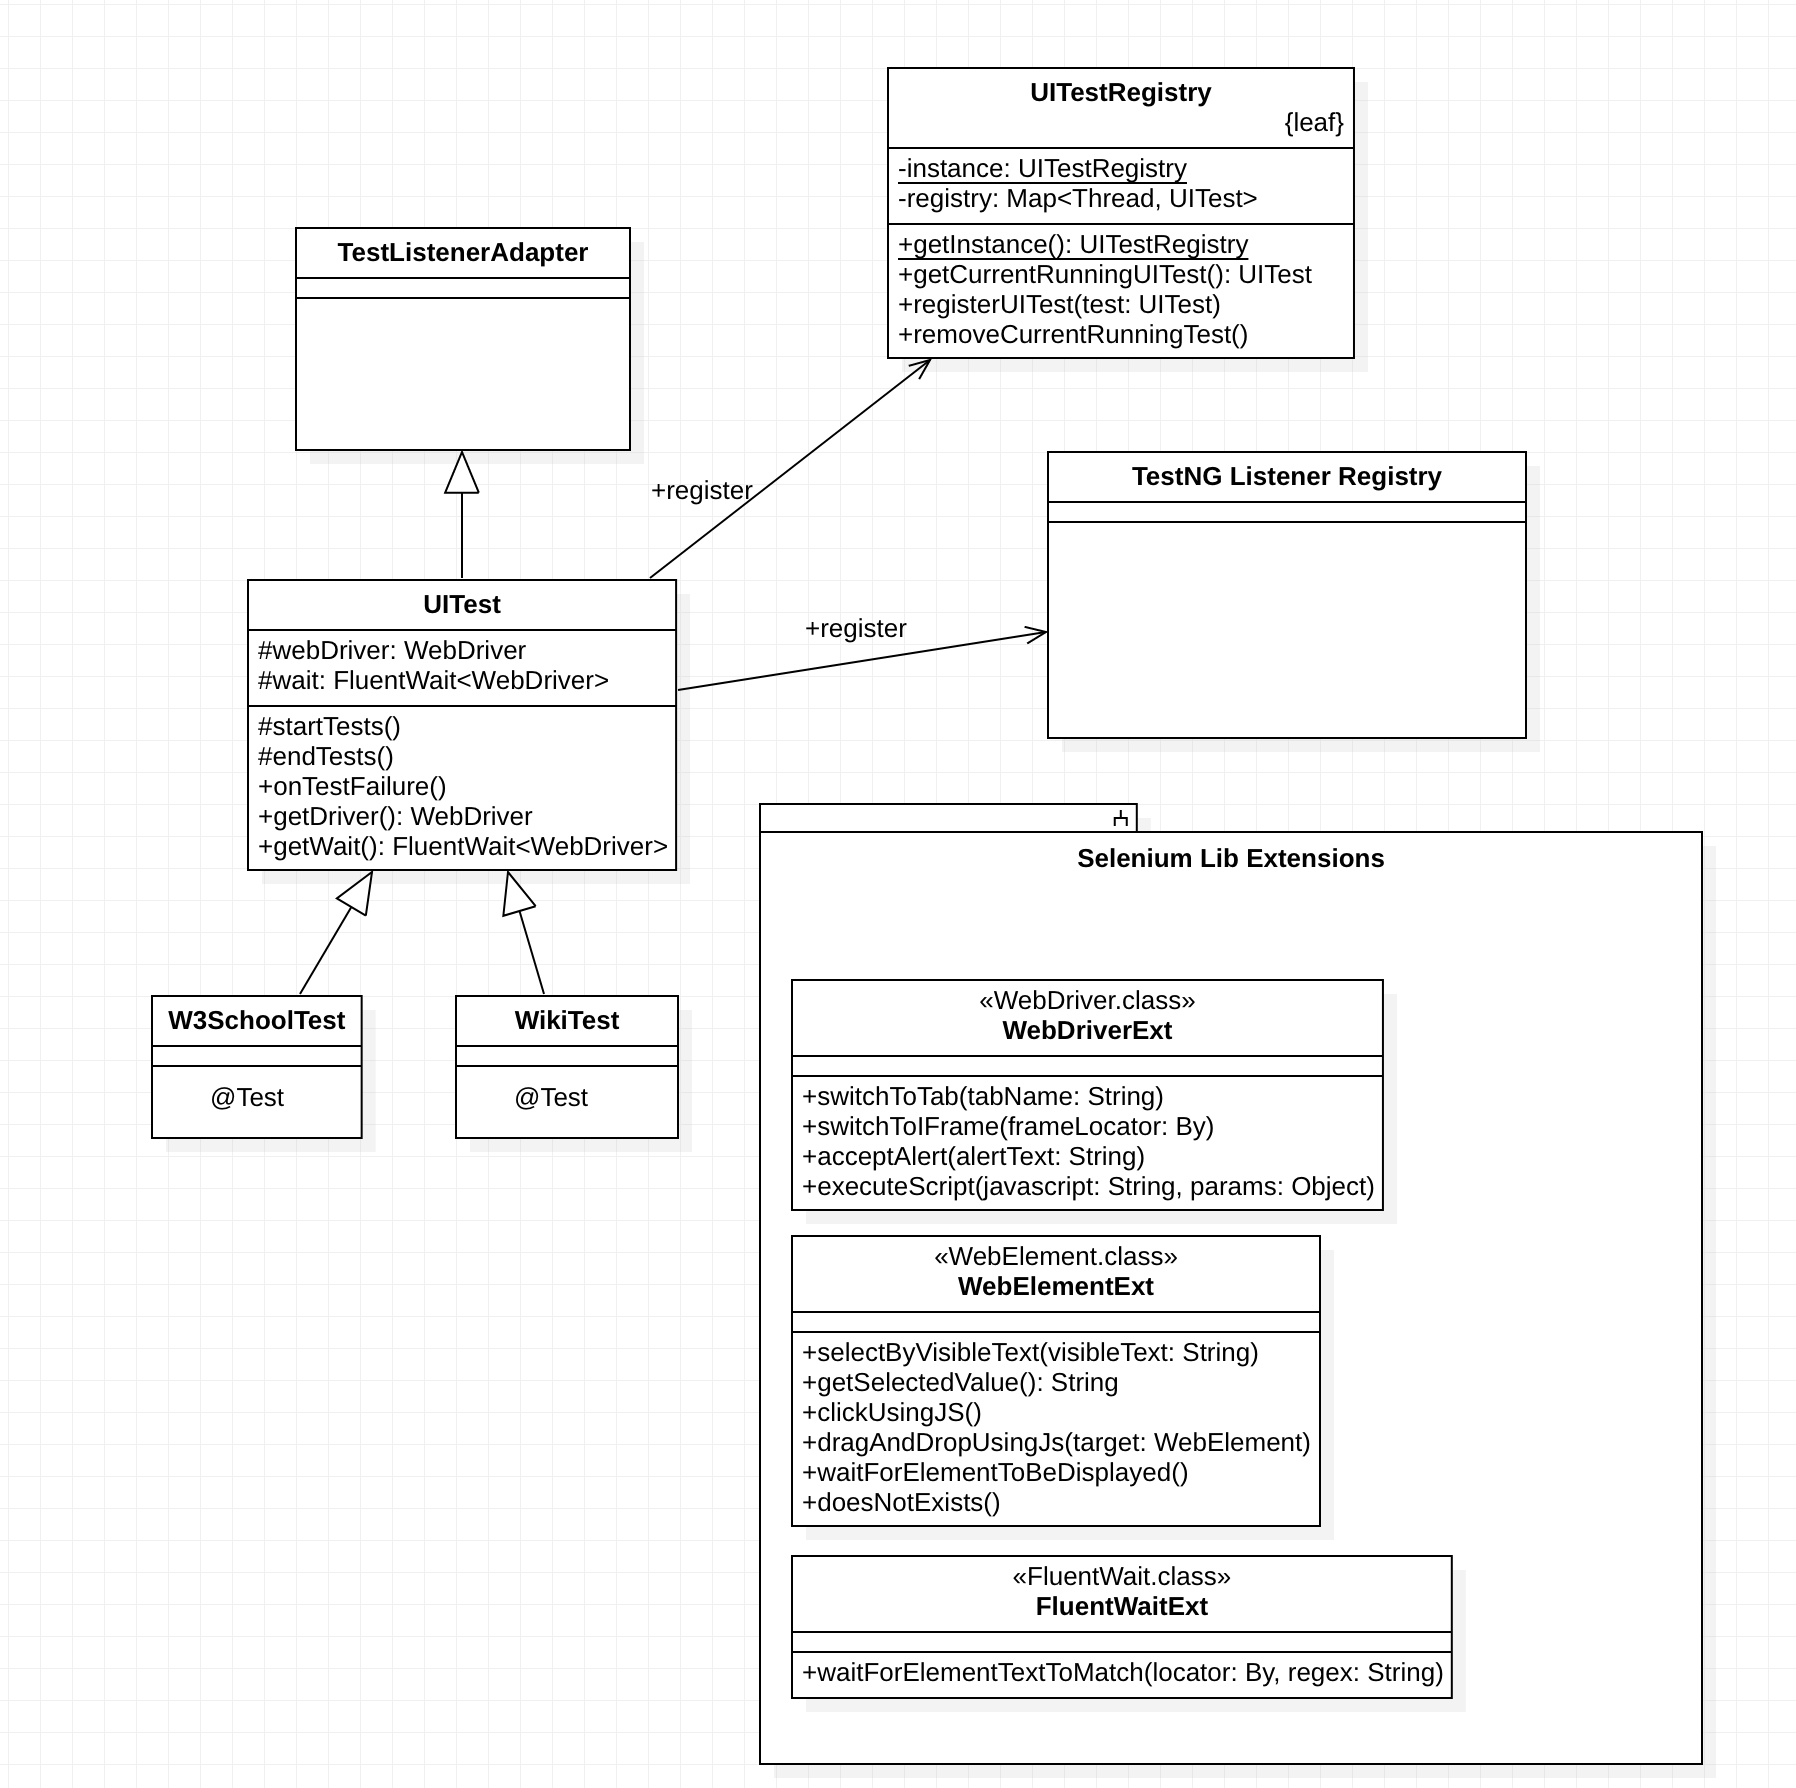 UITestRegistry
{leaf}
-instance: UITestRegistry
-registry: Map<Thread, UITest>
+getInstance(): UITestRegistry
+getCurrentRunningUITest(): UITest
+registerUITest(test: UITest)
+removeCurrentRunningTest()
TestListenerAdapter
+register
TestNG Listener Registry
+register
UITest
#webDriver: WebDriver
#wait: FluentWait<WebDriver>
#startTests()
#endTests()
+onTestFailure()
+getDriver(): WebDriver
+getWait(): FluentWait<WebDriver>
W3SchoolTest
@Test
WikiTest
@Test
Selenium Lib Extensions
«WebDriver.class»
WebDriverExt
+switchToTab(tabName: String)
+switchToIFrame(frameLocator: By)
+acceptAlert(alertText: String)
+executeScript(javascript: String, params: Object)
«WebElement.class»
WebElementExt
+selectByVisibleText(visibleText: String)
+getSelectedValue(): String
+clickUsingJS()
+dragAndDropUsingJs(target: WebElement)
+waitForElementToBeDisplayed()
+doesNotExists()
«FluentWait.class»
FluentWaitExt
+waitForElementTextToMatch(locator: By, regex: String)